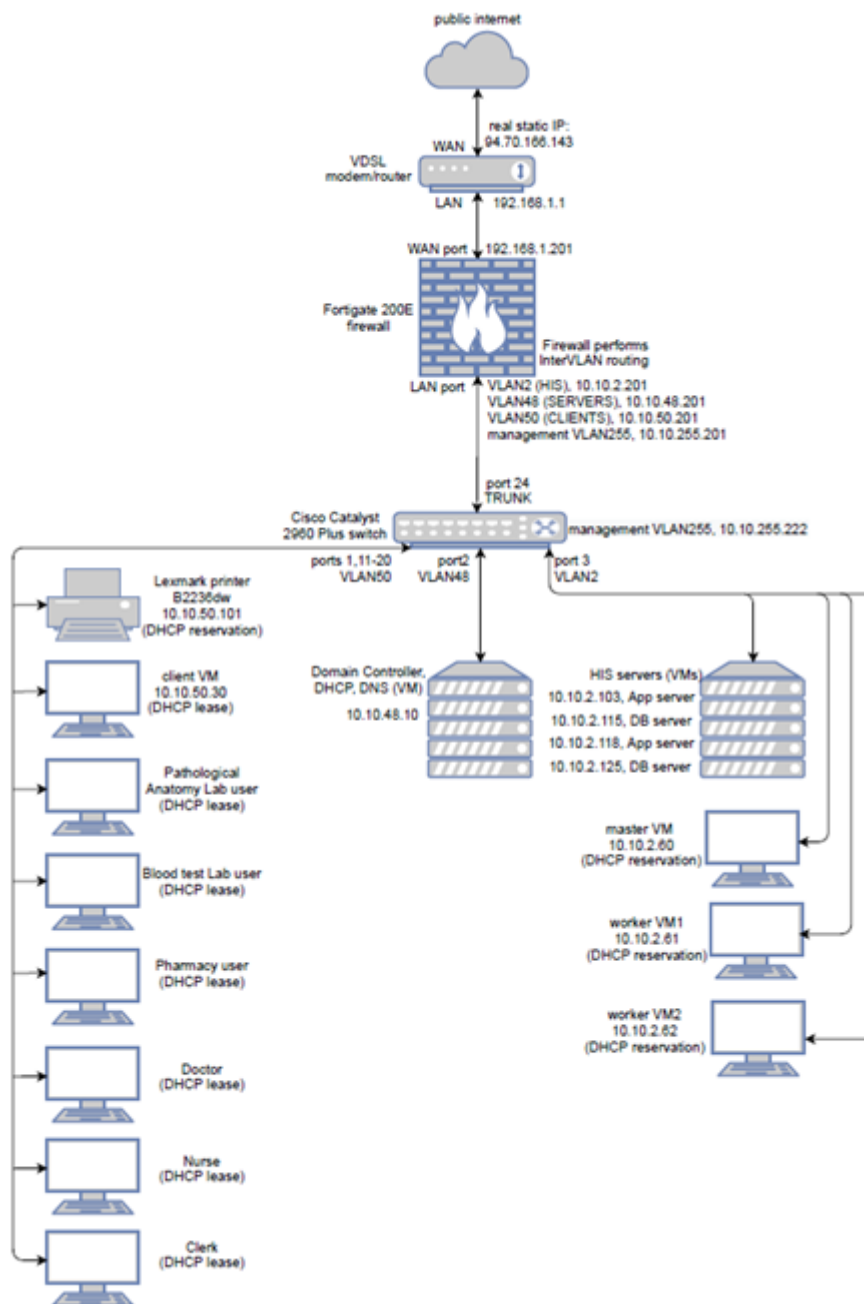 public internet
real static IP:
94.70.166.143
WAN
VDSL
modem/router
LAN
192.168.1.1
WAN port
192.168.1.201
Fortigate 200E
firewall
Firewall performs
InterVLAN routing
LAN port
VLAN2 (HIS), 10.10.2.201
VLAN48 (SERVERS), 10.10.48.201
VLAN50 (CLIENTS), 10.10.50.201
management VLAN255, 10.10.255.201
port 24
TRUNK
Cisco Catalyst
2960 Plus switch
management VLAN255, 10.10.255.222
ports 1,11-20
VLAN50
port2
VLAN48
port 3
VLAN2
Lexmark printer
B2236dw
10.10.50.101
(DHCP reservation)
client VM
10.10.50.30
(DHCP lease)
Pathological
Anatomy Lab user
(DHCP lease)
Blood test Lab user
(DHCP lease)
Pharmacy user
(DHCP lease)
Doctor
(DHCP lease)
Nurse
(DHCP lease)
Clerk
(DHCP lease)
Domain Controller,
DHCP, DNS (VM)
10.10.48.10
HIS servers (VMs)
10.10.2.103, App server
10.10.2.115, DB server
10.10.2.118, App server
10.10.2.125, DB server
master VM
10.10.2.60
(DHCP reservation)
worker VM1
10.10.2.61
(DHCP reservation)
worker VM2
10.10.2.62
(DHCP reservation)